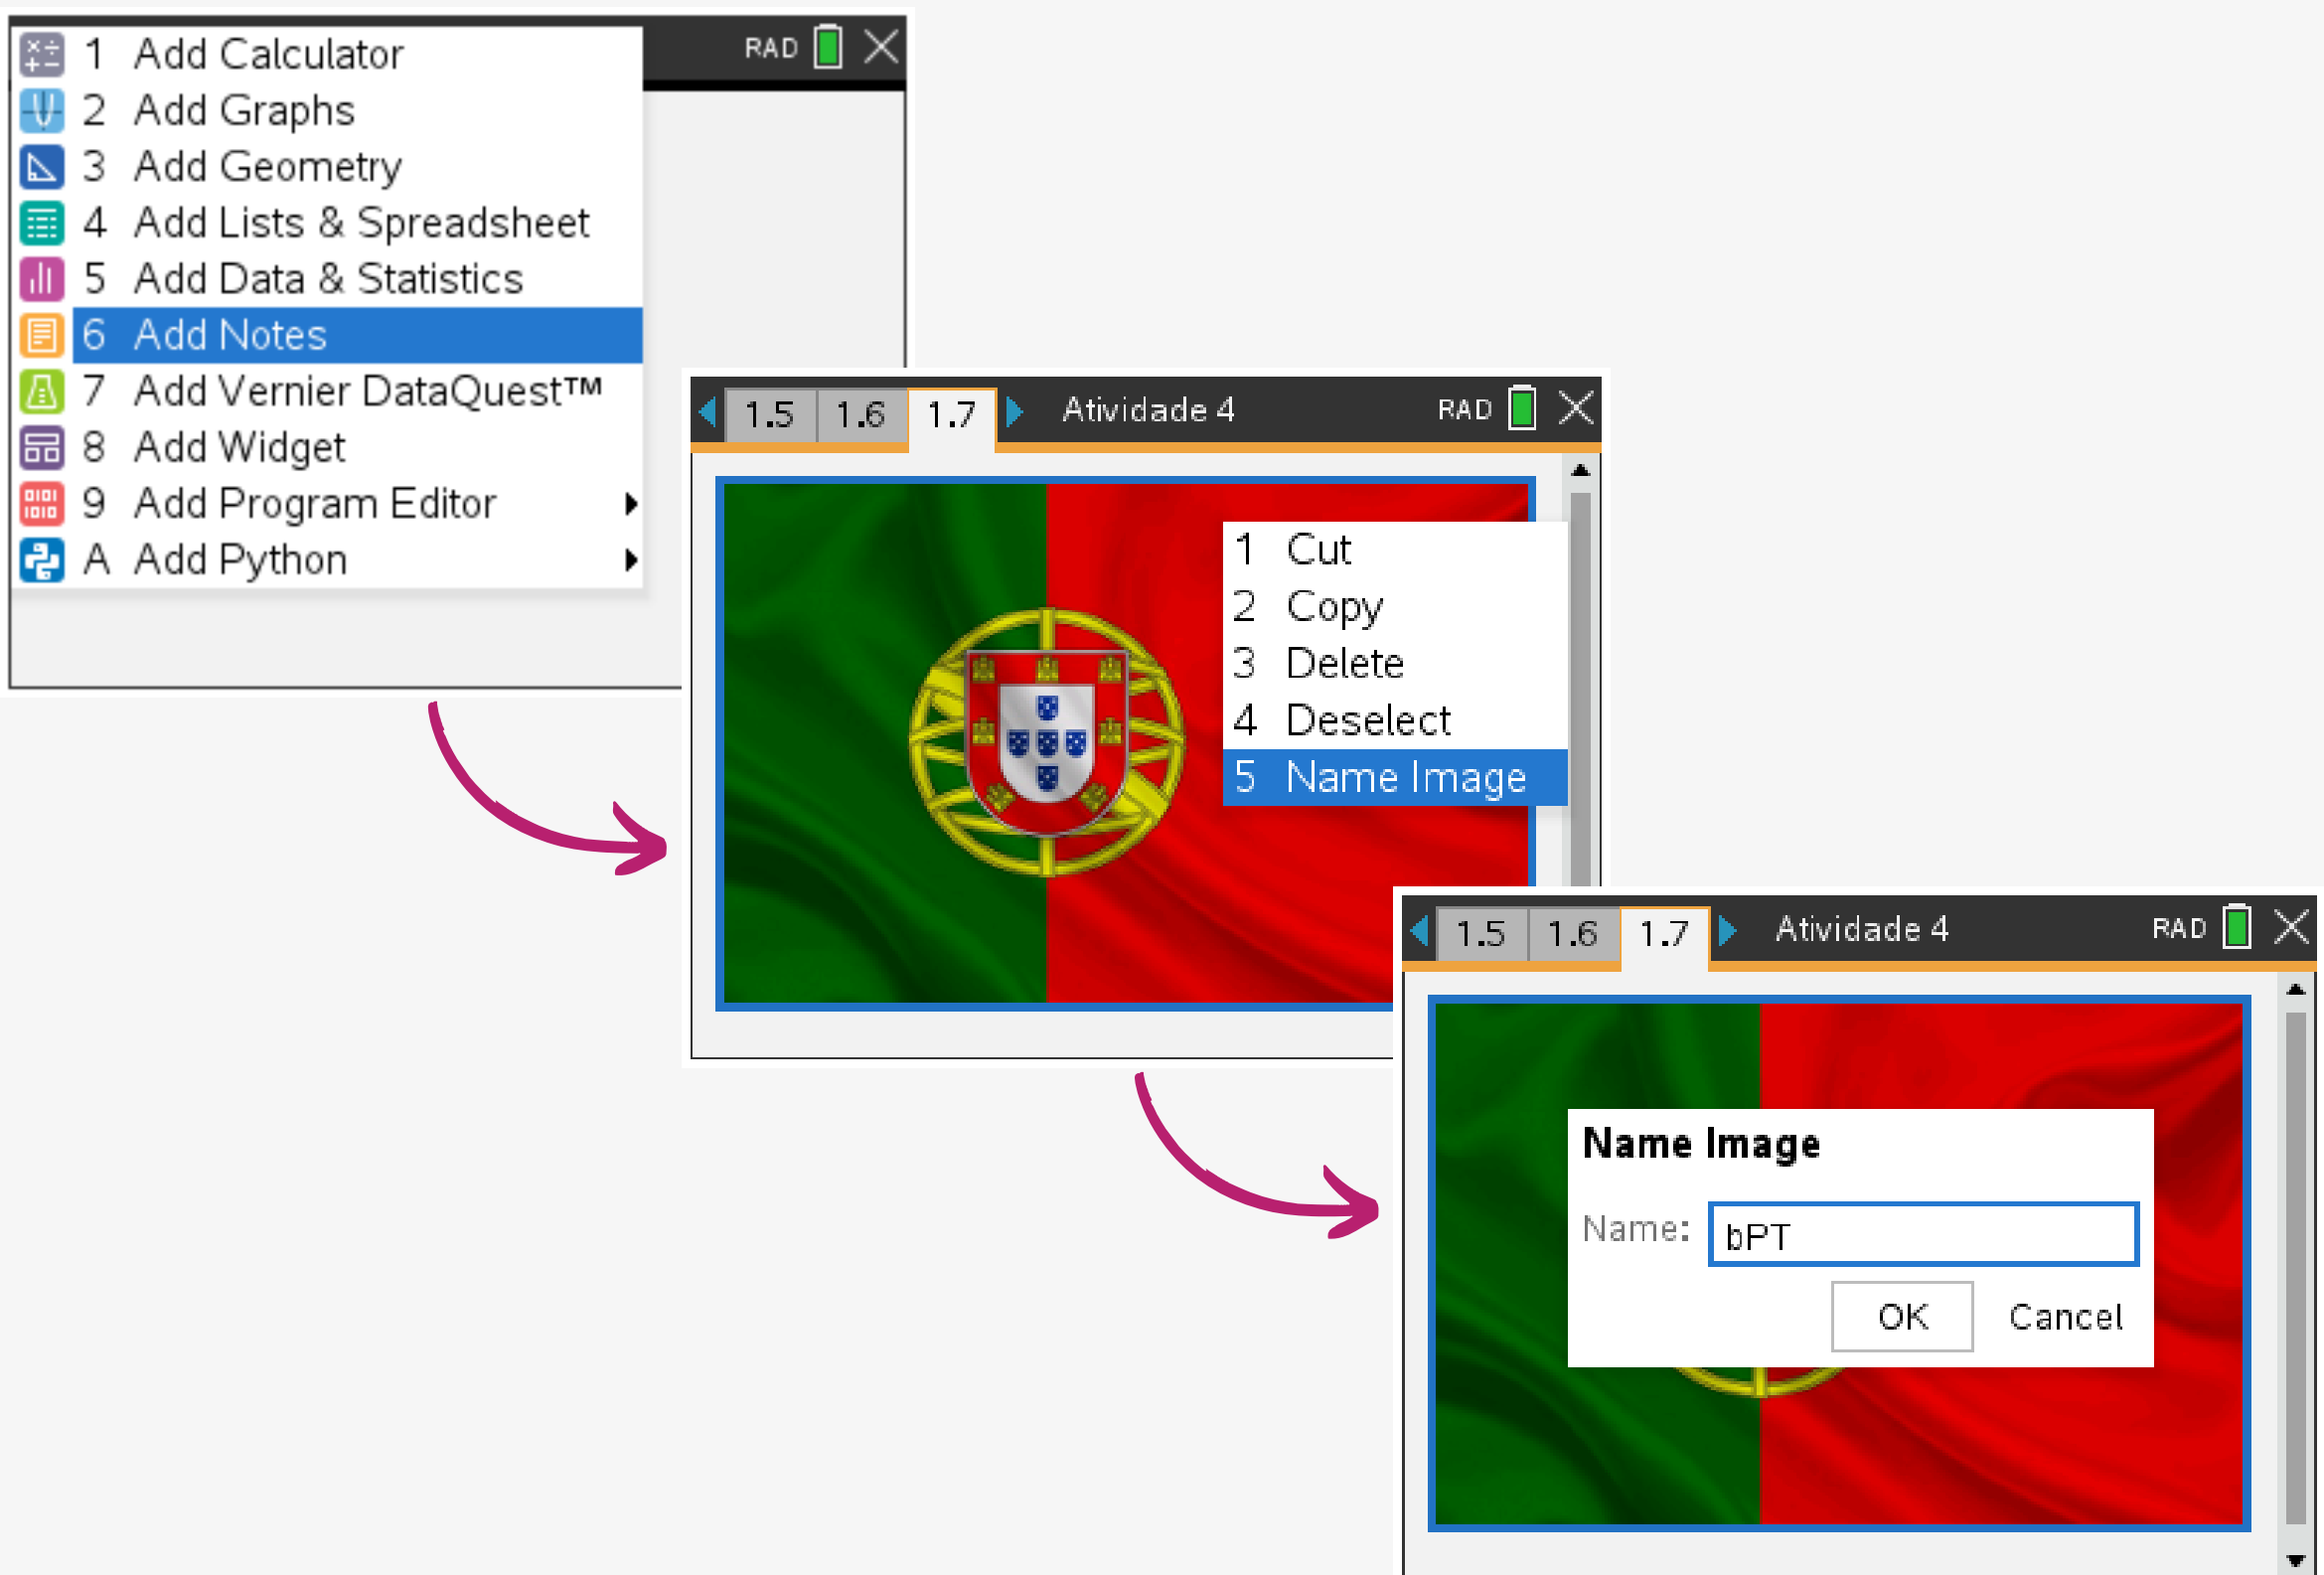 1 Add Calculator
RAD
2 Add Graphs
3 Add Geometry
4 Add Lists & Spreadsheet
5 Add Data & Statistics
6 Add Notes
7 Add Vernier DataQuest™
8 Add Widget
9 Add Program Editor
A Add Python
1.5 1.6 1.7 Atividade 4 RAD
1 Cut
2 Copy
3 Delete
4 Deselect
5 Name Image
1.5 1.6 1.7 Atividade 4 RAD
Name Image
Name: bPT
OK Cancel